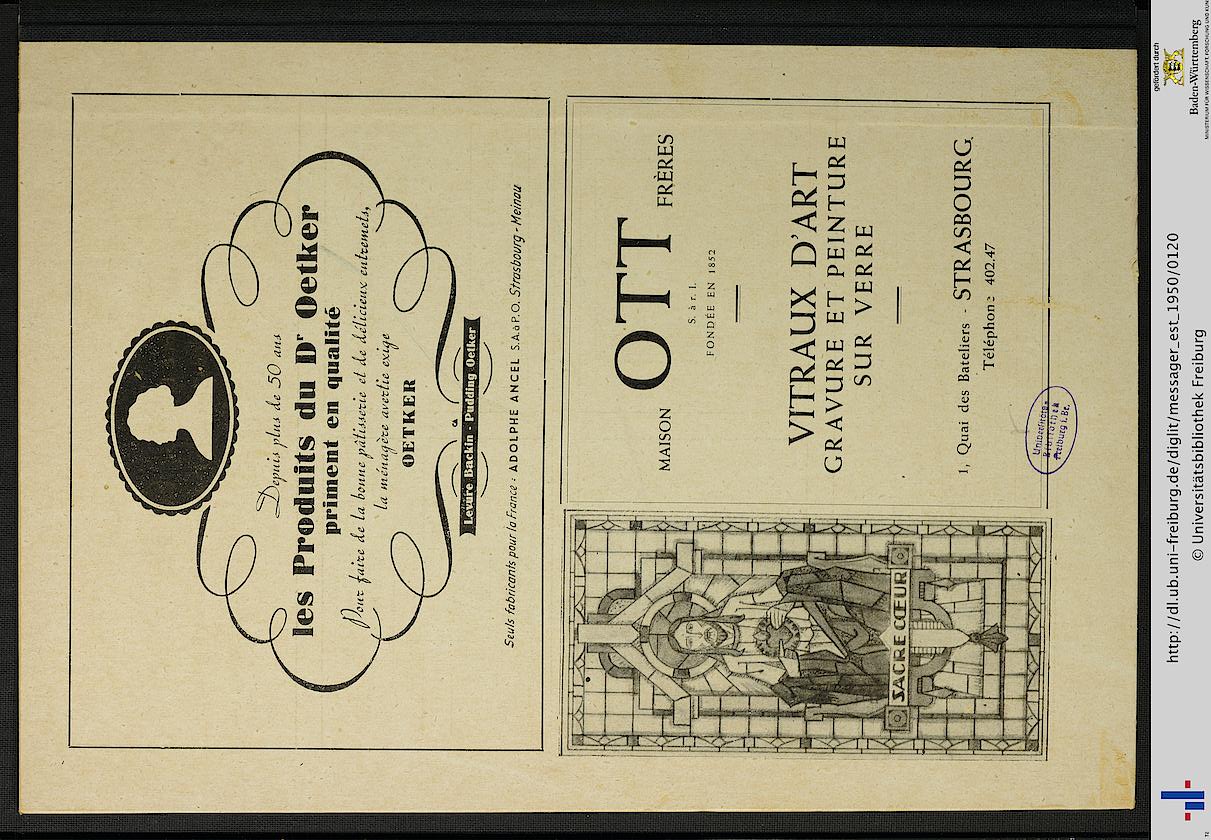 Depuis plus de 50 ans
les Produits du Dr Oetker
priment en qualité
Pour faire de la bonne pâtisserie et de délicieux entremets,
la ménagère avertie exige
OETKER
Levure Backin - Pudding Oetker
Seuls fabricants pour la France : ADOLPHE ANCEL S.A.à P.O. Strasbourg - Meinau
MAISON OTT FRÈRES
S. à r. l.
FONDÉE EN 1852
VITRAUX D'ART
GRAVURE ET PEINTURE
SUR VERRE
1, Quai des Bateliers - STRASBOURG
Téléphone 402.47
SACRE CŒUR
Universitäts-
Bibliothek
Freiburg i. Br.
http://dl.ub.uni-freiburg.de/diglit/messager_est_1950/0120
© Universitätsbibliothek Freiburg
gefördert durch
Baden-Württemberg